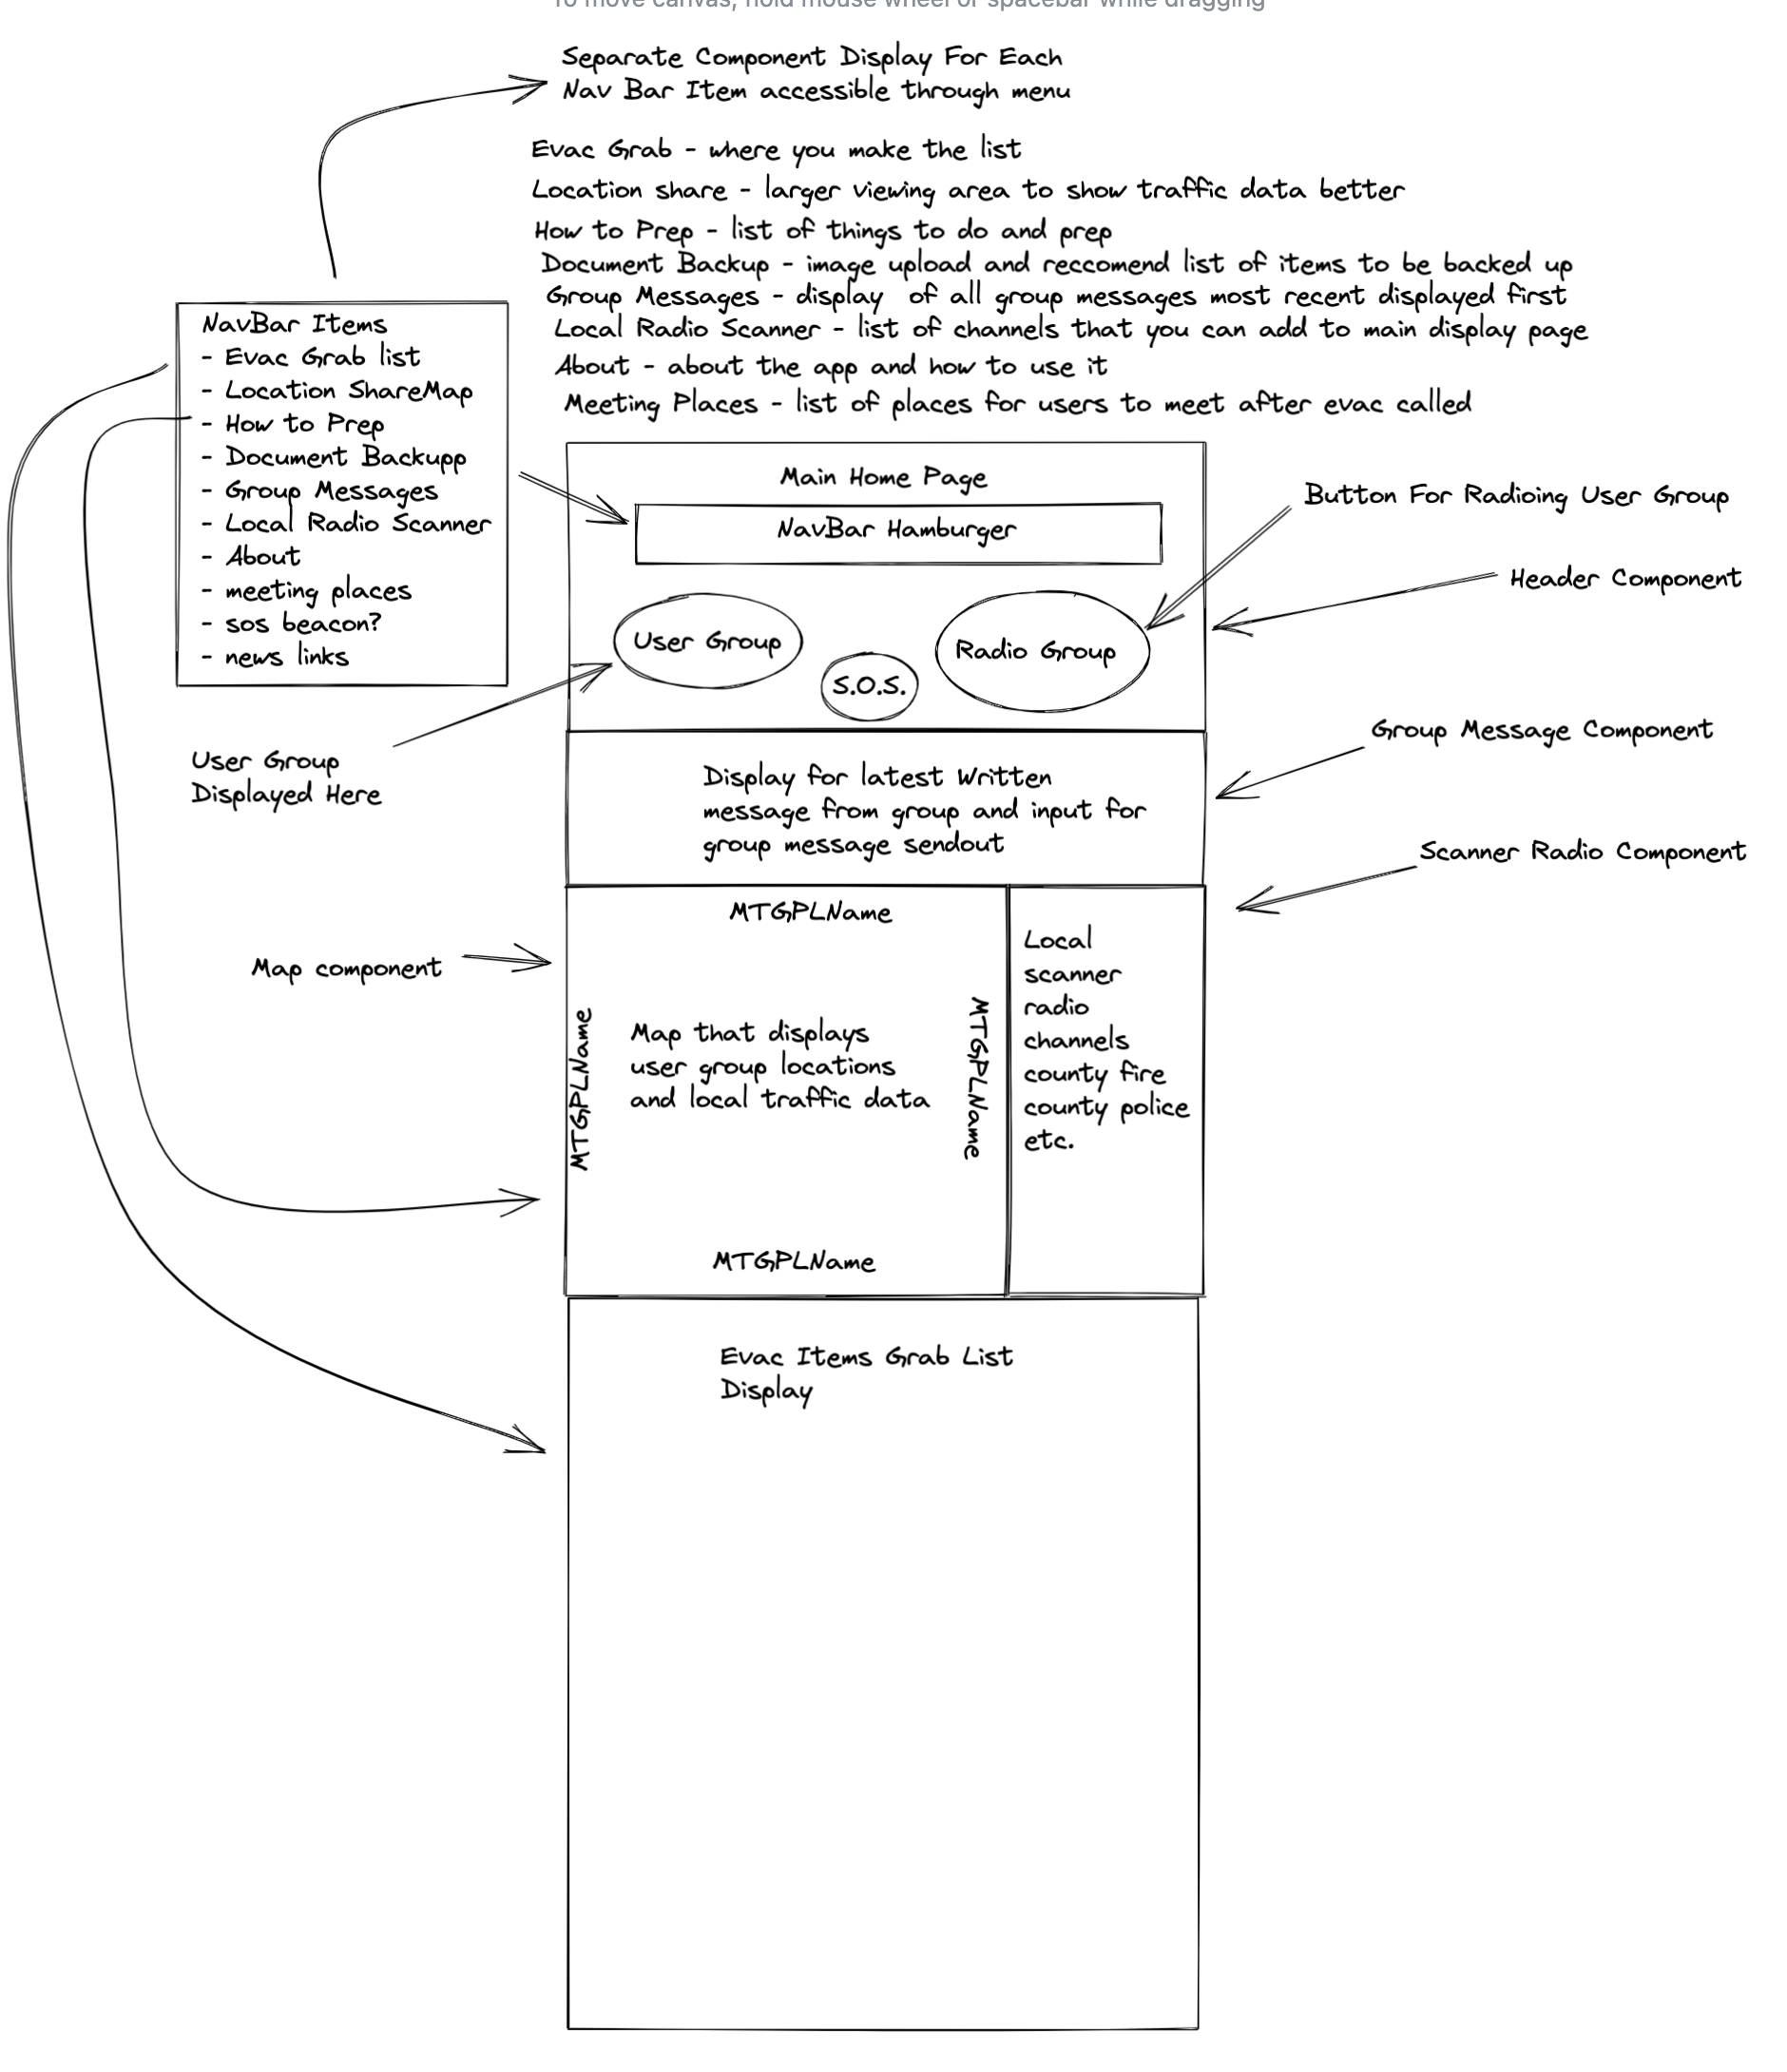 To move canvas, hold mouse wheel or spacebar while dragging
Separate Component Display For Each
Nav Bar Item accessible through menu
Evac Grab - where you make the list
Location share - larger viewing area to show traffic data better
How to Prep - list of things to do and prep
Document Backup - image upload and reccomend list of items to be backed up
Group Messages - display of all group messages most recent displayed first
Local Radio Scanner - list of channels that you can add to main display page
About - about the app and how to use it
Meeting Places - list of places for users to meet after evac called
NavBar Items
- Evac Grab list
- Location ShareMap
- How to Prep
- Document Backupp
- Group Messages
- Local Radio Scanner
- About
- meeting places
- sos beacon?
- news links
Main Home Page
NavBar Hamburger
Button For Radioing User Group
Header Component
User Group
S.O.S.
Radio Group
User Group
Displayed Here
Group Message Component
Display for latest Written
message from group and input for
group message sendout
Scanner Radio Component
Map component
MTGPLName
MTGPLName
Map that displays
user group locations
and local traffic data
MTGPLName
MTGPLName
Local
scanner
radio
channels
county fire
county police
etc.
Evac Items Grab List
Display